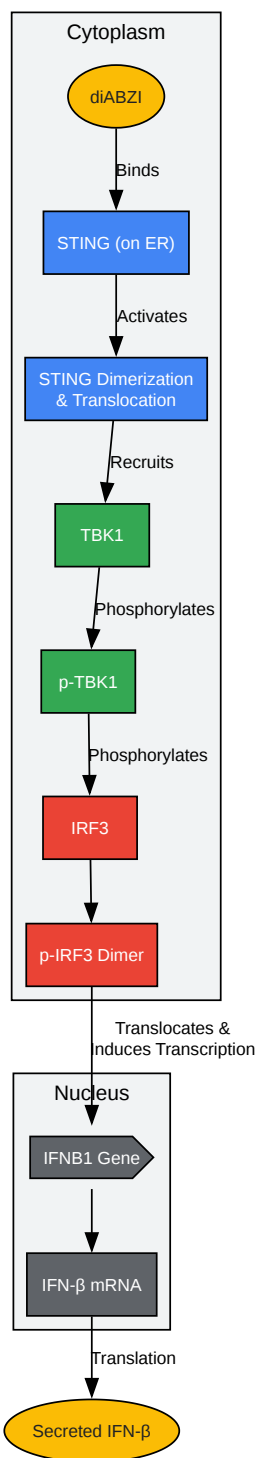 Cytoplasm
diABZI
Binds
STING (on ER)
Activates
STING Dimerization
& Translocation
Recruits
TBK1
Phosphorylates
p-TBK1
Phosphorylates
IRF3
p-IRF3 Dimer
Translocates &
Induces Transcription
Nucleus
IFNB1 Gene
IFN-β mRNA
Translation
Secreted IFN-β